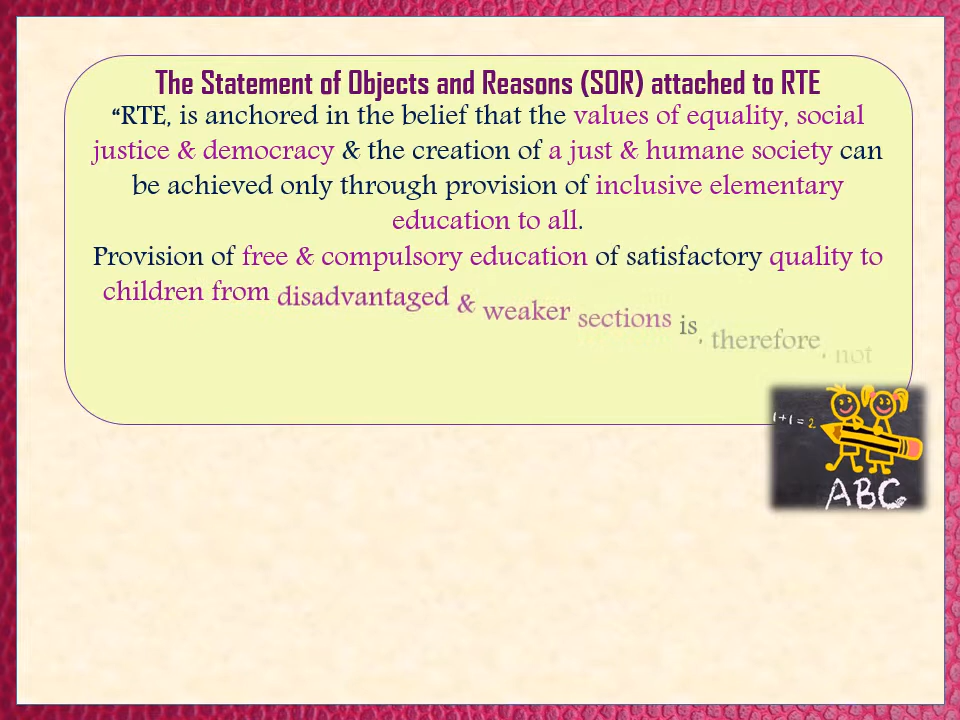 The Statement of Objects and Reasons (SOR) attached to RTE
“RTE, is anchored in the belief that the values of equality, social
justice & democracy & the creation of a just & humane society can
be achieved only through provision of inclusive elementary
education to all.
Provision of free & compulsory education of satisfactory quality to
children from disadvantaged & weaker sections is, therefore, not
1+1=2
ABC